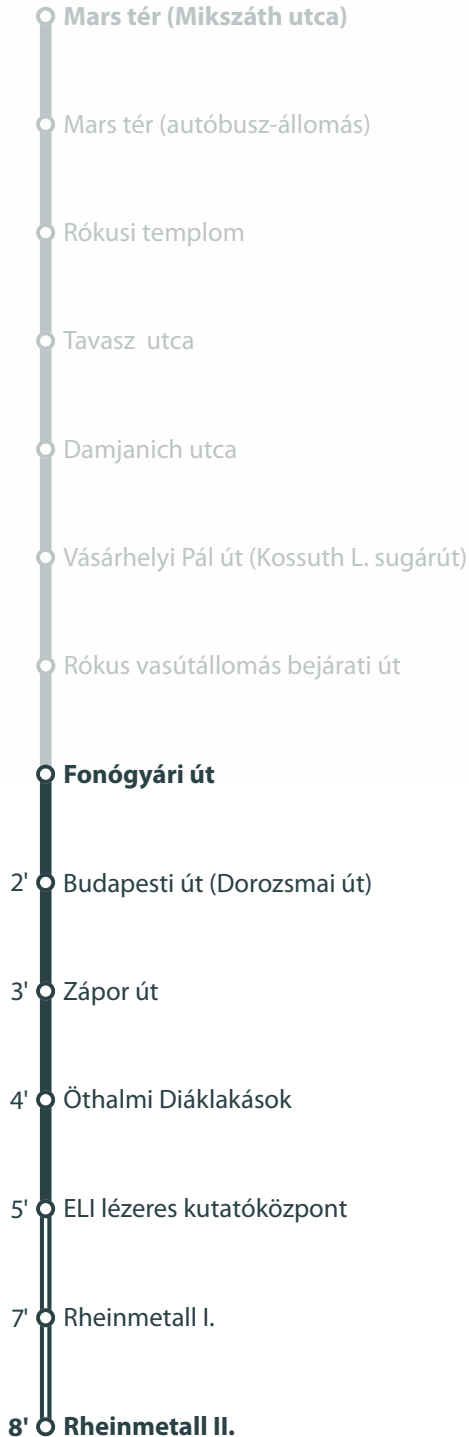 Mars tér (Mikszáth utca)
Mars tér (autóbusz-állomás)
Rókusi templom
Tavasz utca
Damjanich utca
Vásárhelyi Pál út (Kossuth L. sugárút)
Rókus vasútállomás bejárati út
Fonógyári út
2' Budapesti út (Dorozsmai út)
3' Zápor út
4' Öthalmi Diáklakások
5' ELI lézeres kutatóközpont
7' Rheinmetall I.
8' Rheinmetall II.